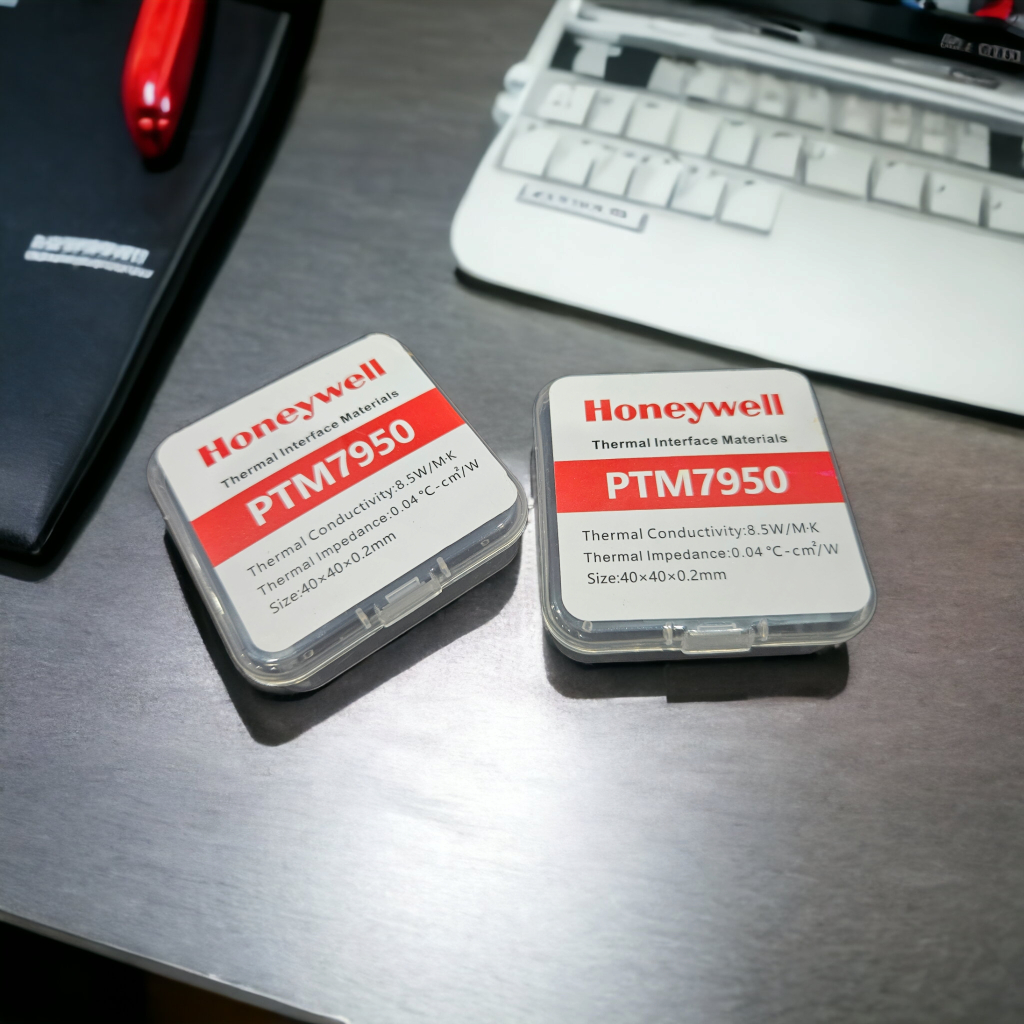 Honeywell
Thermal Interface Materials
PTM7950
Thermal Conductivity:8.5W/M·K
Thermal Impedance:0.04℃-cm²/W
Size:40×40×0.2mm
Honeywell
Thermal Interface Materials
PTM7950
Thermal Conductivity:8.5W/M·K
Thermal Impedance:0.04℃-cm²/W
Size:40×40×0.2mm